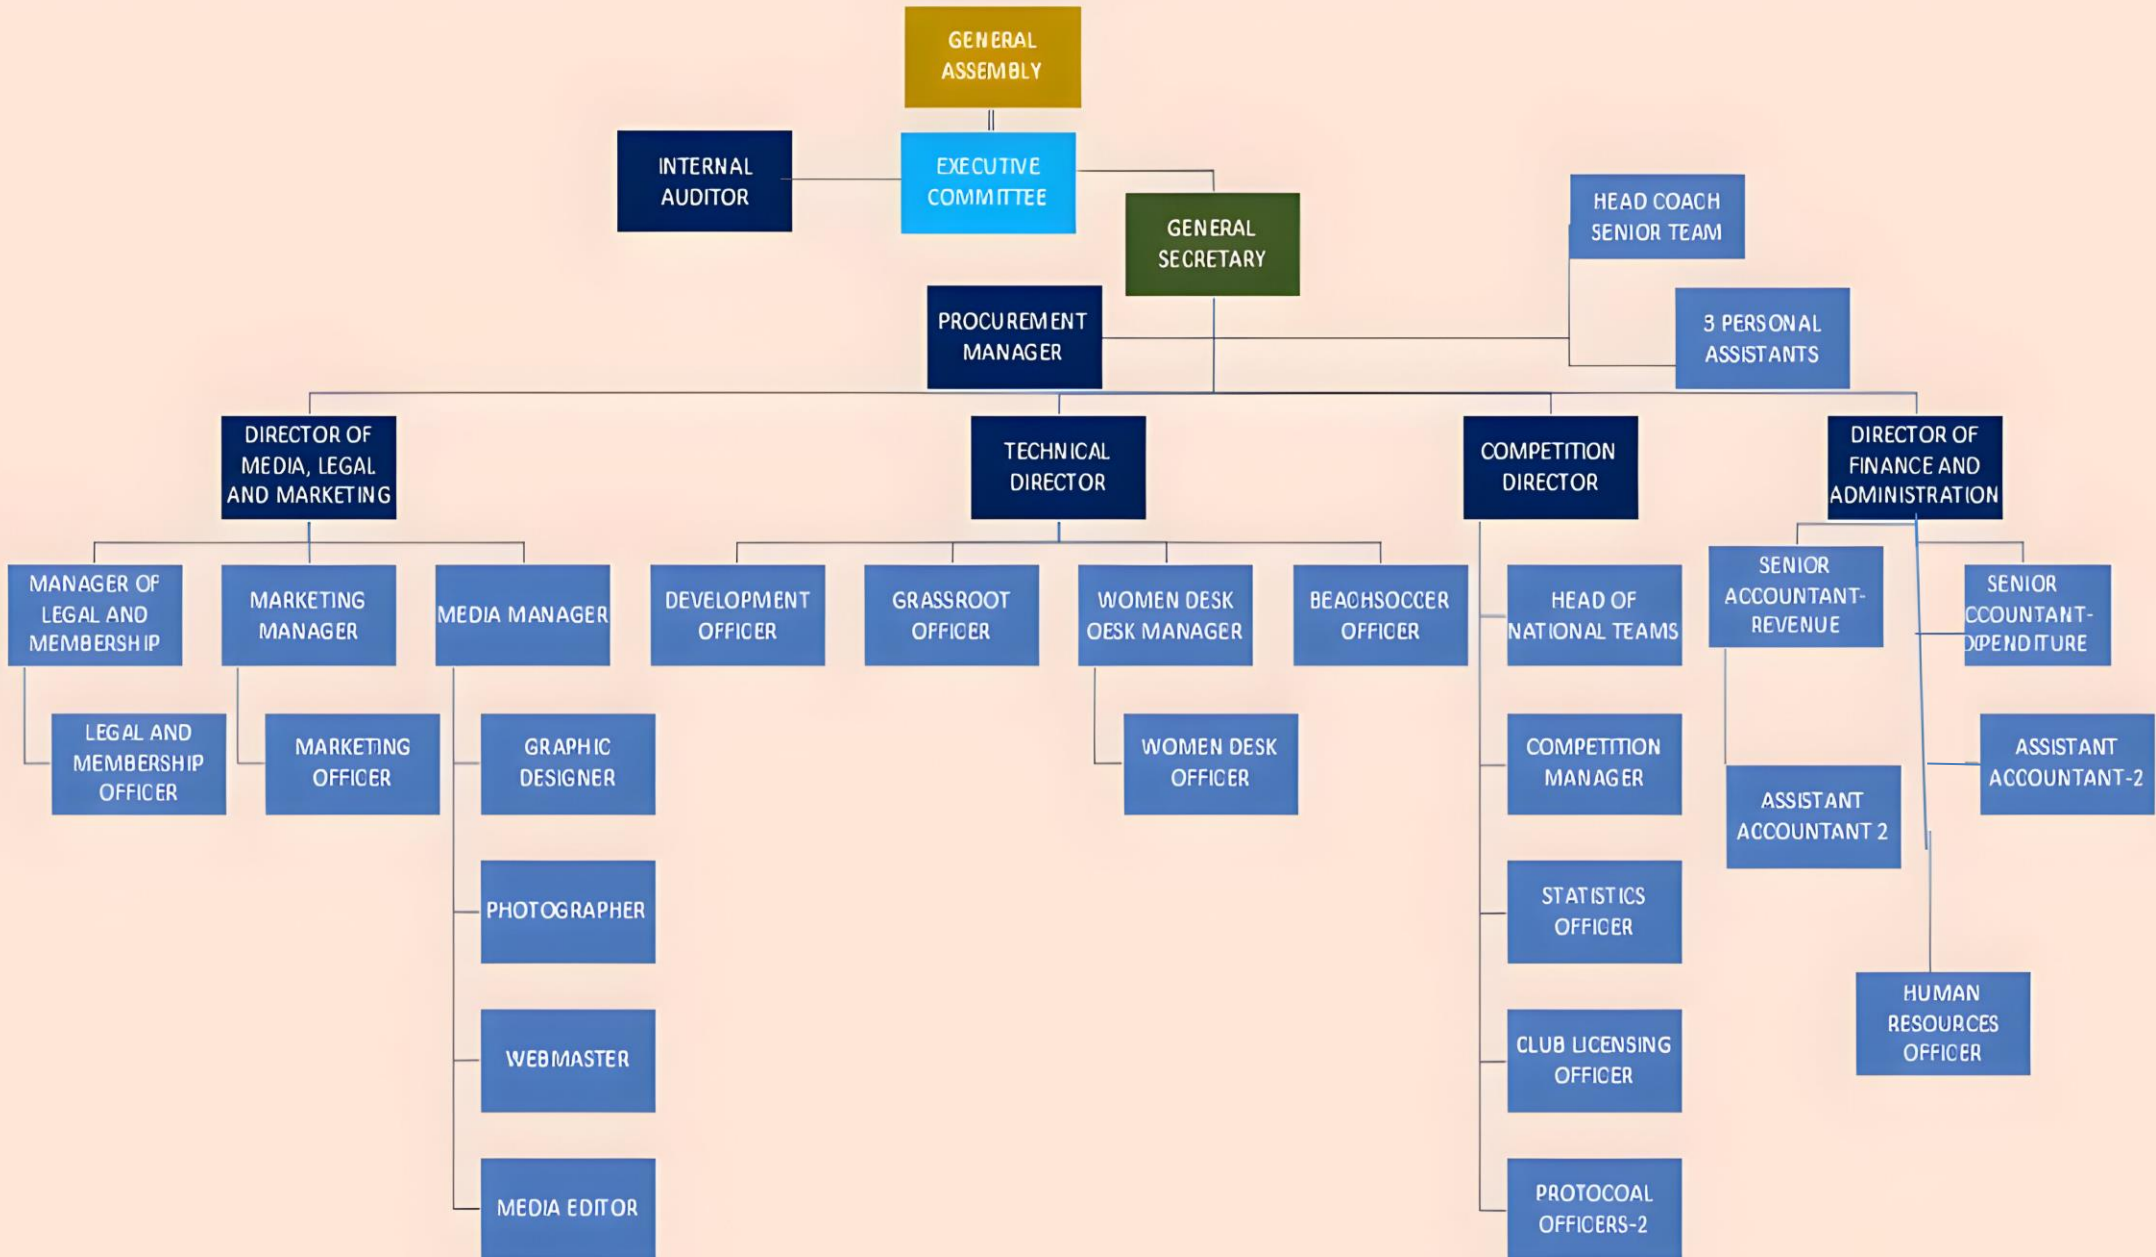 GENERAL
ASSEMBLY
INTERNAL
AUDITOR
EXECUTIVE
COMMITTEE
GENERAL
SECRETARY
HEAD COACH
SENIOR TEAM
PROCUREMENT
MANAGER
3 PERSONAL
ASSISTANTS
DIRECTOR OF
MEDIA, LEGAL
AND MARKETING
TECHNICAL
DIRECTOR
COMPETITION
DIRECTOR
DIRECTOR OF
FINANCE AND
ADMINISTRATION
MANAGER OF
LEGAL AND
MEMBERSHIP
MARKETING
MANAGER
MEDIA MANAGER
DEVELOPMENT
OFFICER
GRASSROOT
OFFICER
WOMEN DESK
OESK MANAGER
BEACHSOCCER
OFFICER
HEAD OF
NATIONAL TEAMS
SENIOR
ACCOUNTANT-
REVENUE
SENIOR
CCOUNTANT-
XPENDITURE
LEGAL AND
MEMBERSHIP
OFFICER
MARKETING
OFFICER
GRAPHIC
DESIGNER
WOMEN DESK
OFFICER
COMPETITION
MANAGER
ASSISTANT
ACCOUNTANT 2
ASSISTANT
ACCOUNTANT-2
PHOTOGRAPHER
STATISTICS
OFFICER
HUMAN
RESOURCES
OFFICER
WEBMASTER
CLUB LICENSING
OFFICER
MEDIA EDITOR
PROTOCOAL
OFFICERS-2